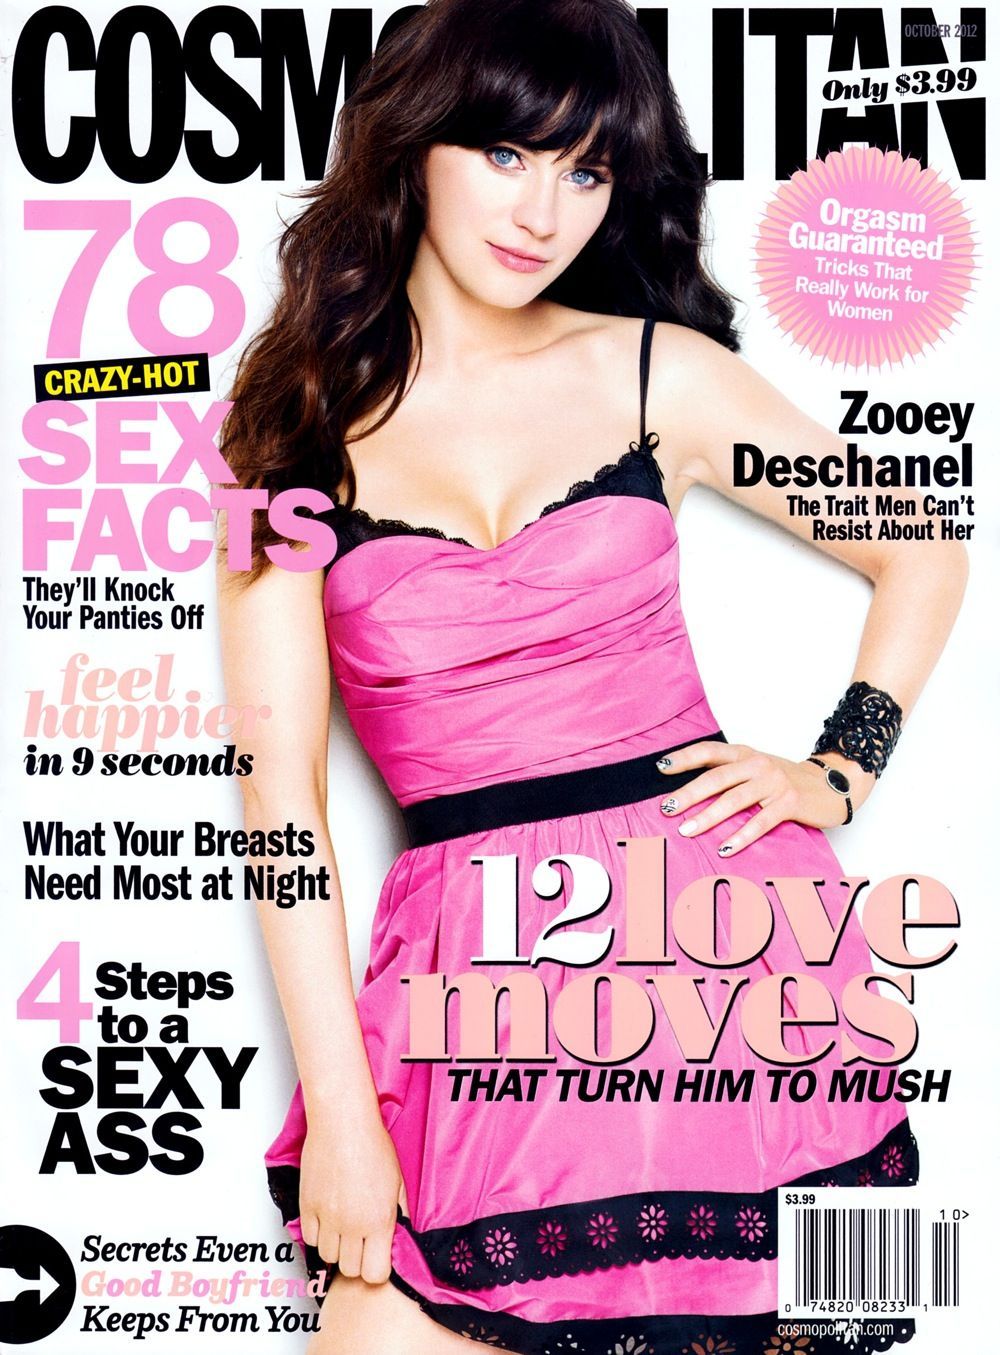 COSMOPOLITAN
OCTOBER 2012
Only $3.99
78
CRAZY-HOT
SEX
FACTS
They'll Knock
Your Panties Off
feel
happier
in 9 seconds
What Your Breasts
Need Most at Night
4 Steps
to a
SEXY
ASS
Secrets Even a
Good Boyfriend
Keeps From You
Orgasm
Guaranteed
Tricks That
Really Work for
Women
Zooey
Deschanel
The Trait Men Can't
Resist About Her
12 love
moves
THAT TURN HIM TO MUSH
$3.99
10>
0 74820 08233 1
cosmopolitan.com